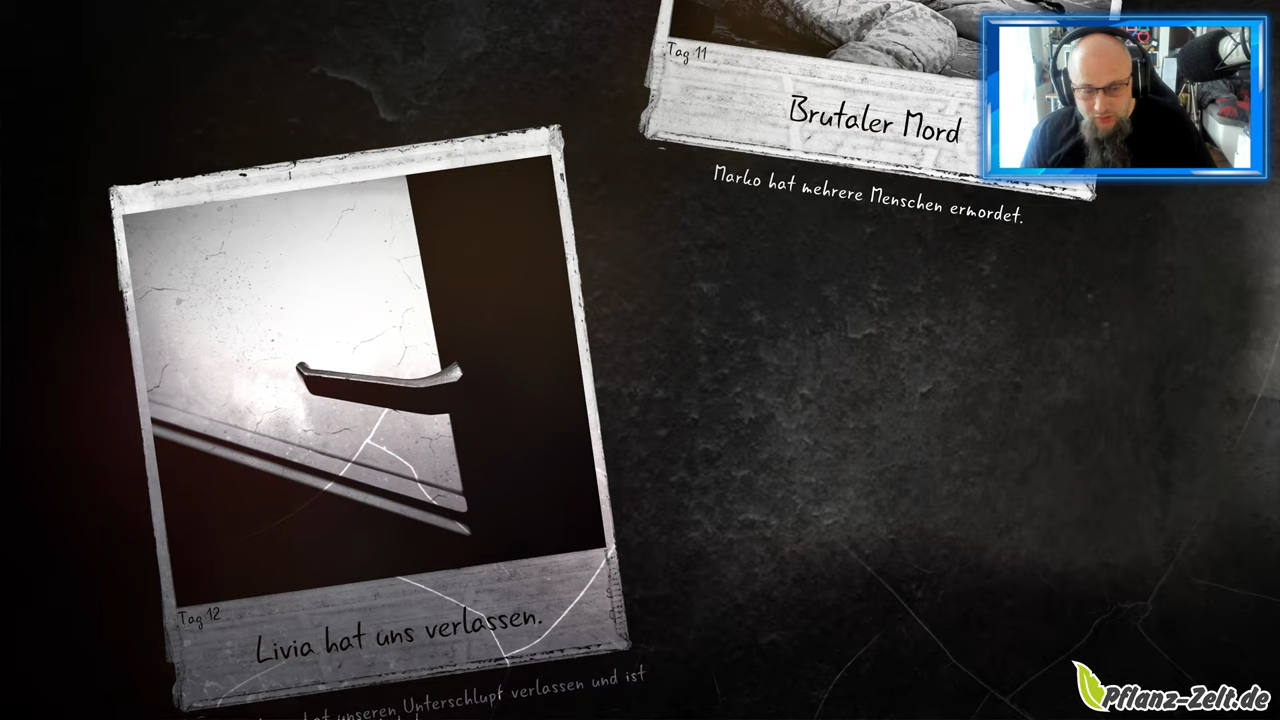 Tag 11
Brutaler Mord
Marko hat mehrere Menschen ermordet.
Tag 12
Livia hat uns verlassen.
hat unseren Unterschlupf verlassen und ist
Pflanz-Zelt.de